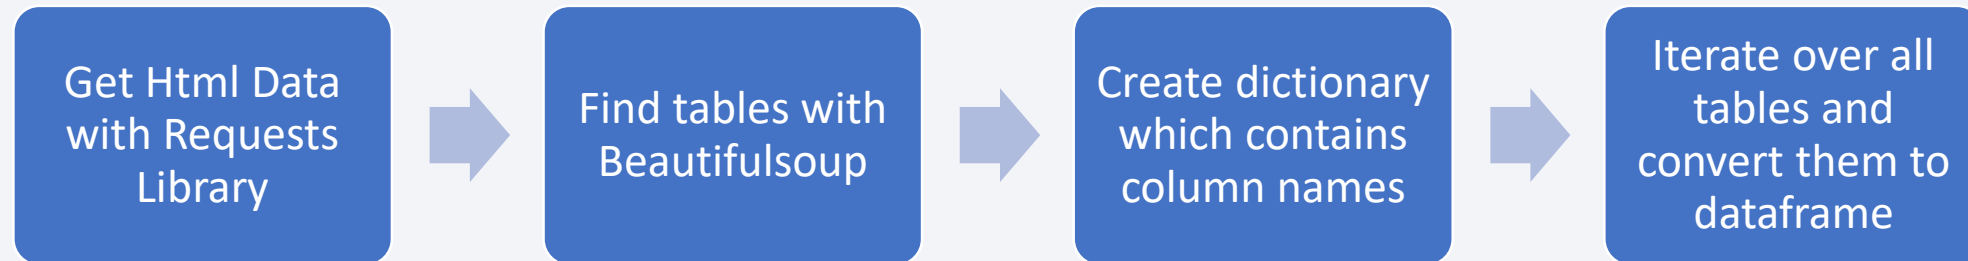 Get Html Data
with Requests
Library
Find tables with
Beautifulsoup
Create dictionary
which contains
column names
Iterate over all
tables and
convert them to
dataframe